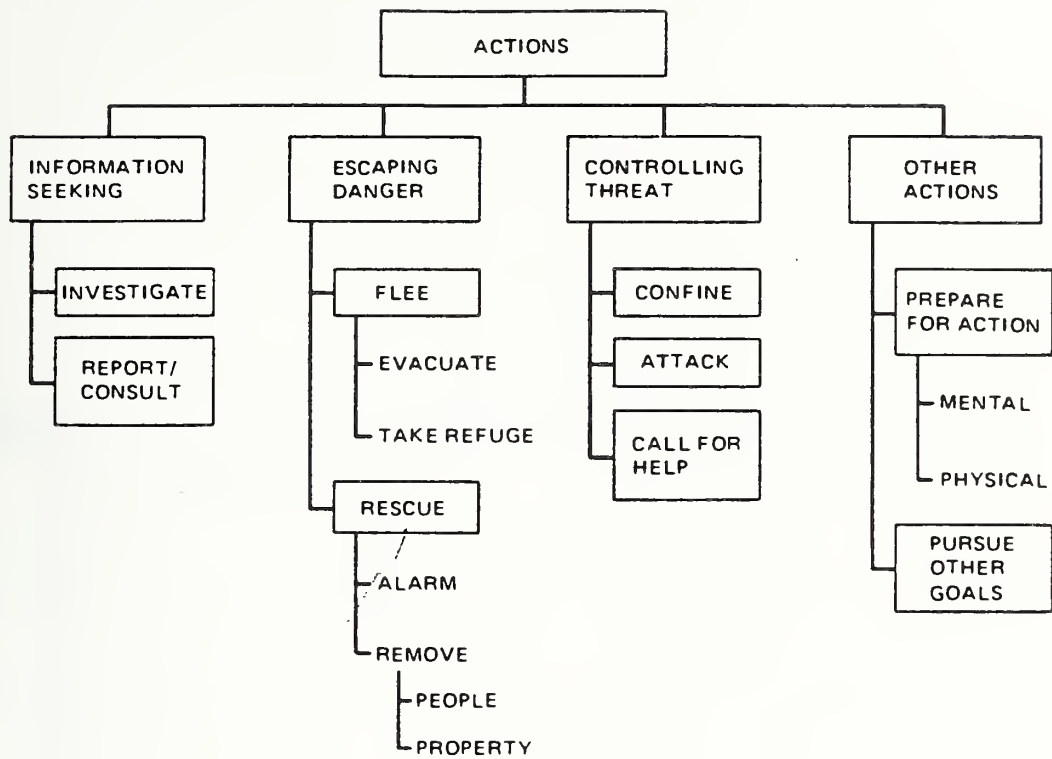 ACTIONS
INFORMATION
SEEKING
INVESTIGATE
REPORT/
CONSULT
ESCAPING
DANGER
FLEE
EVACUATE
TAKE REFUGE
RESCUE
ALARM
REMOVE
PEOPLE
PROPERTY
CONTROLLING
THREAT
CONFINE
ATTACK
CALL FOR
HELP
OTHER
ACTIONS
PREPARE
FOR ACTION
MENTAL
PHYSICAL
PURSUE
OTHER
GOALS